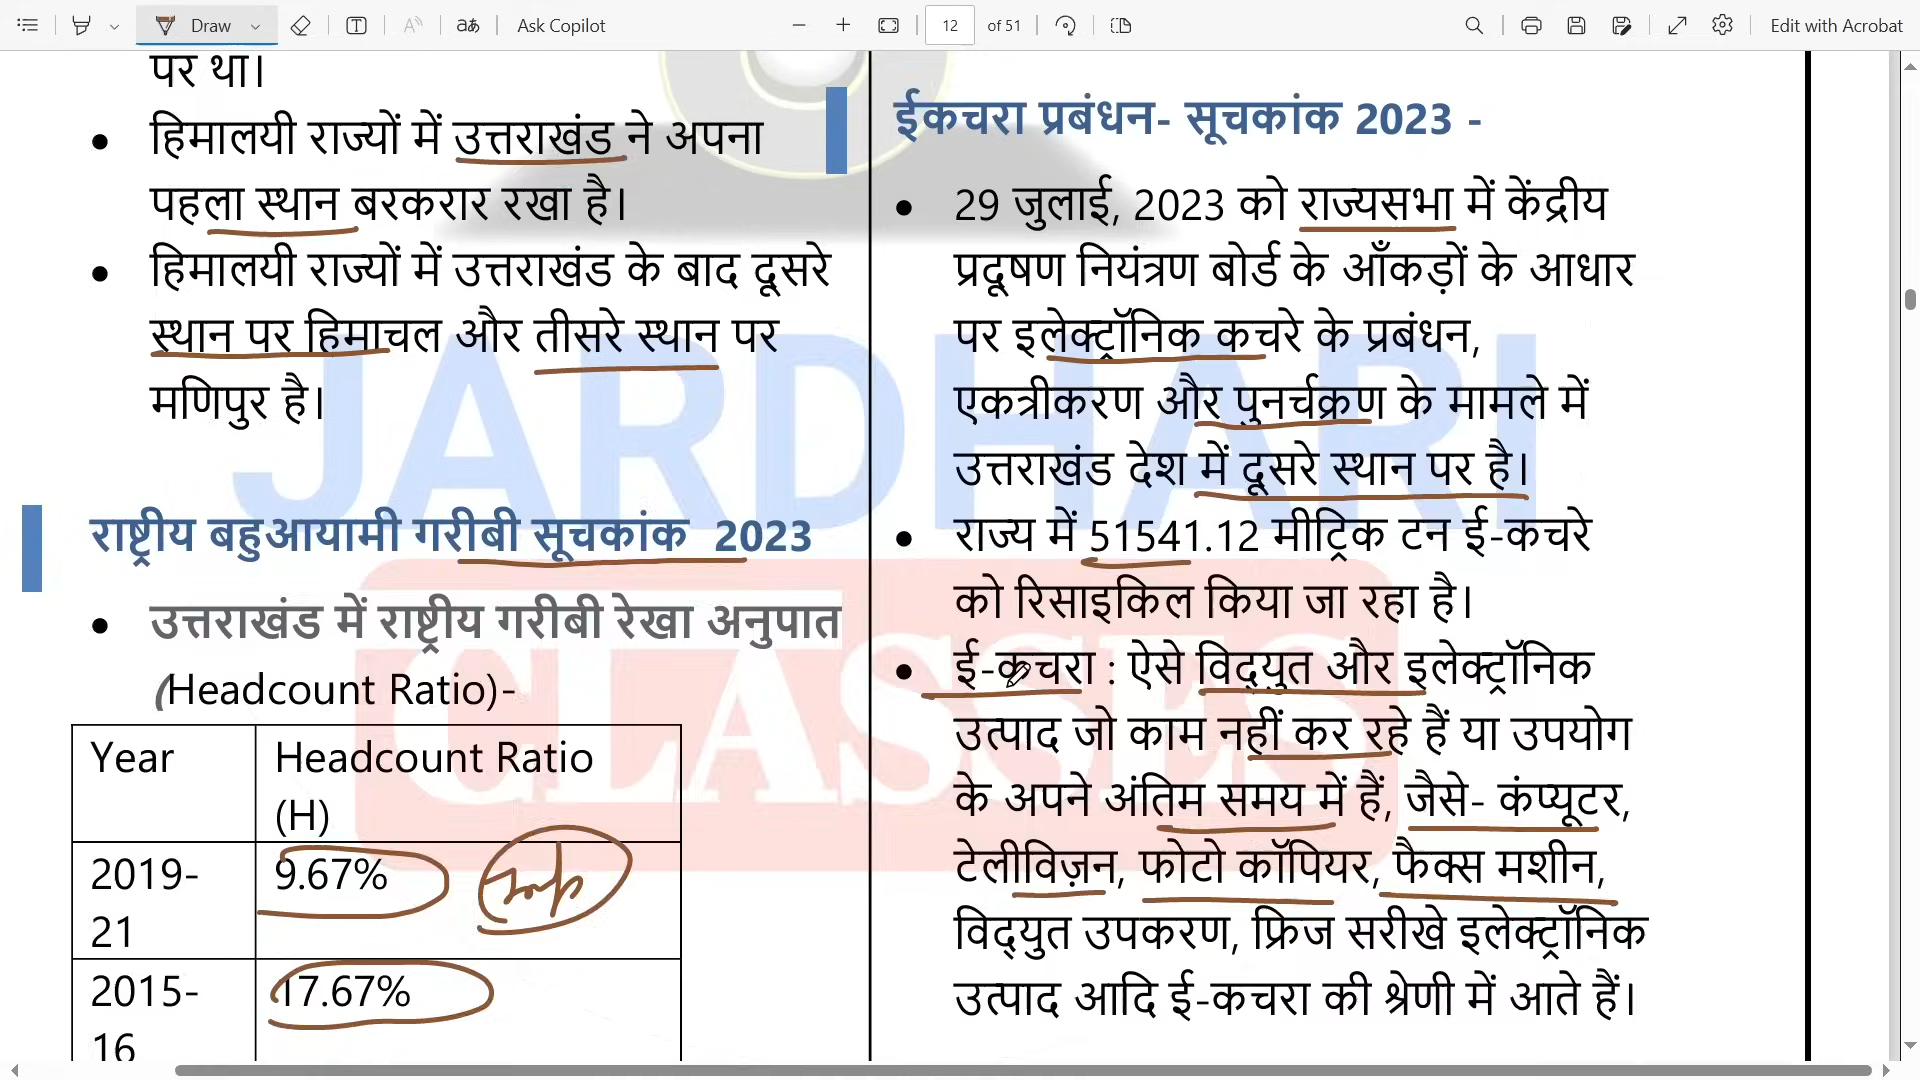 Draw
Ask Copilot
12 of 51
Edit with Acrobat
पर था।
• हिमालयी राज्यों में उत्तराखंड ने अपना
पहला स्थान बरकरार रखा है।
• हिमालयी राज्यों में उत्तराखंड के बाद दूसरे
स्थान पर हिमाचल और तीसरे स्थान पर
मणिपुर है।
राष्ट्रीय बहुआयामी गरीबी सूचकांक 2023
• उत्तराखंड में राष्ट्रीय गरीबी रेखा अनुपात
(Headcount Ratio)-
Year Headcount Ratio
(H)
2019- 9.67%
21
2015- 17.67%
16
ईकचरा प्रबंधन- सूचकांक 2023 -
• 29 जुलाई, 2023 को राज्यसभा में केंद्रीय
प्रदूषण नियंत्रण बोर्ड के आँकड़ों के आधार
पर इलेक्ट्रॉनिक कचरे के प्रबंधन,
एकत्रीकरण और पुनर्चक्रण के मामले में
उत्तराखंड देश में दूसरे स्थान पर है।
• राज्य में 51541.12 मीट्रिक टन ई-कचरे
को रिसाइकिल किया जा रहा है।
• ई-कचरा : ऐसे विद्युत और इलेक्ट्रॉनिक
उत्पाद जो काम नहीं कर रहे हैं या उपयोग
के अपने अंतिम समय में हैं, जैसे- कंप्यूटर,
टेलीविज़न, फोटो कॉपियर, फैक्स मशीन,
विद्युत उपकरण, फ्रिज सरीखे इलेक्ट्रॉनिक
उत्पाद आदि ई-कचरा की श्रेणी में आते हैं।
JARDHARI
CLASSES